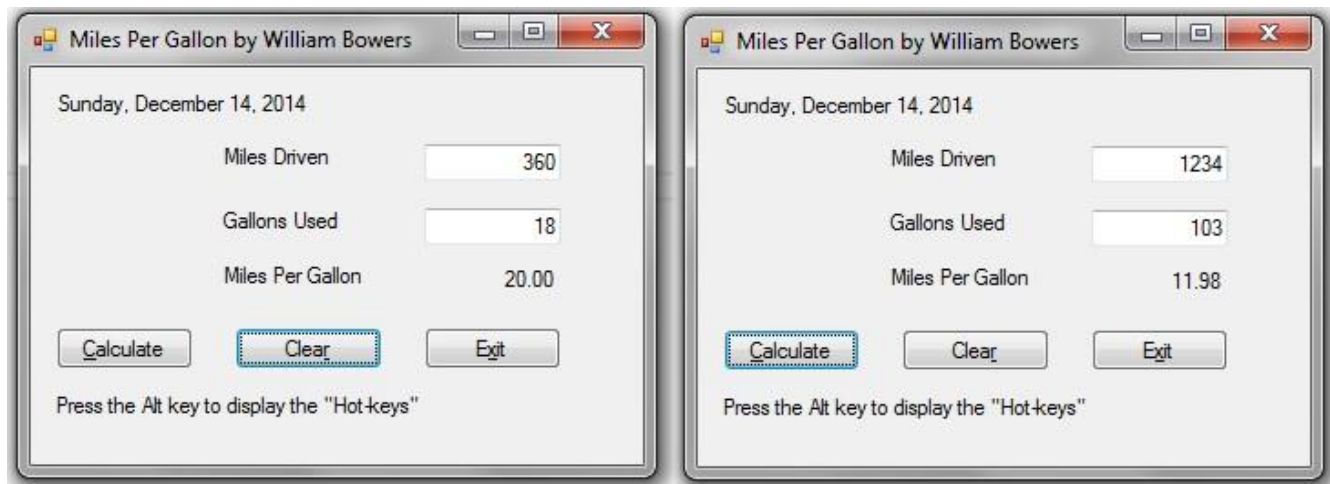 Miles Per Gallon by William Bowers
Sunday, December 14, 2014
Miles Driven 360
Gallons Used 18
Miles Per Gallon 20.00
Calculate Clear Exit
Press the Alt key to display the "Hot-keys"
Miles Per Gallon by William Bowers
Sunday, December 14, 2014
Miles Driven 1234
Gallons Used 103
Miles Per Gallon 11.98
Calculate Clear Exit
Press the Alt key to display the "Hot-keys"